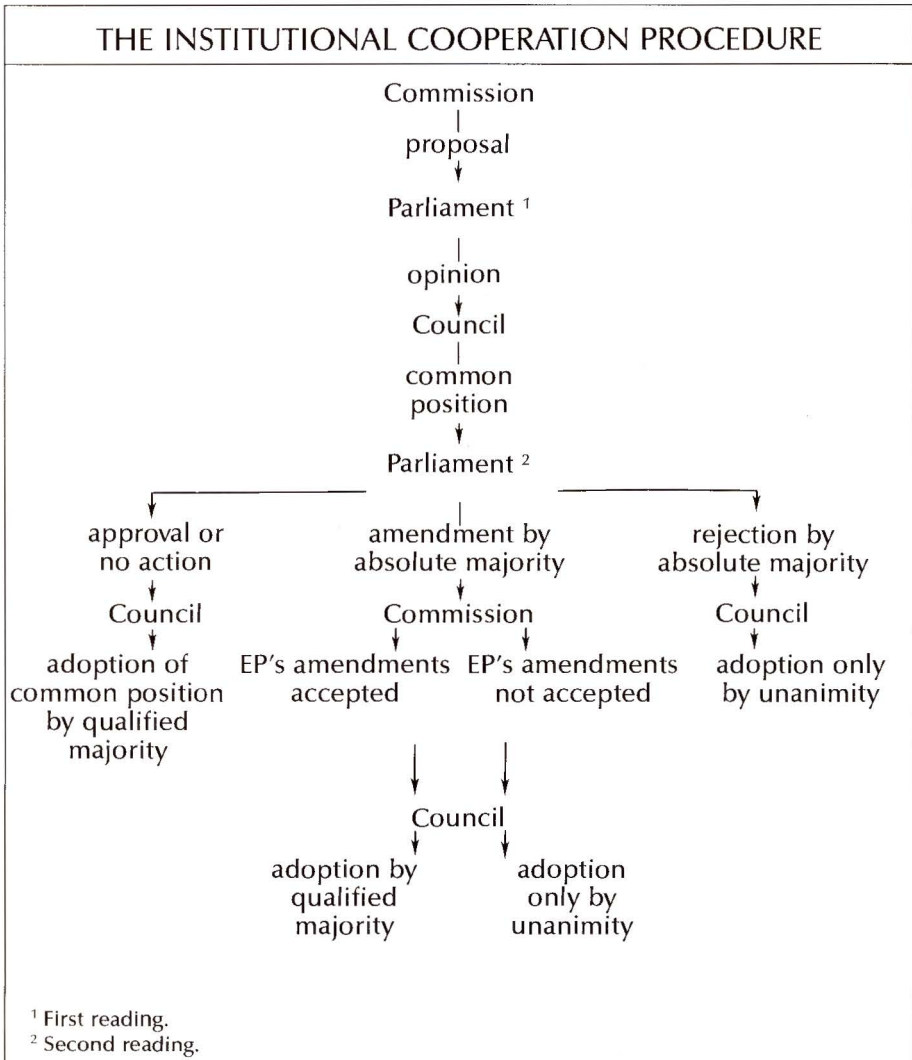 THE INSTITUTIONAL COOPERATION PROCEDURE
Commission
proposal
Parliament ¹
opinion
Council
common
position
Parliament ²
approval or
no action
Council
adoption of
common position
by qualified
majority
amendment by
absolute majority
Commission
EP's amendments
accepted
EP's amendments
not accepted
Council
adoption by
qualified
majority
adoption
only by
unanimity
rejection by
absolute majority
Council
adoption only
by unanimity
¹ First reading.
² Second reading.